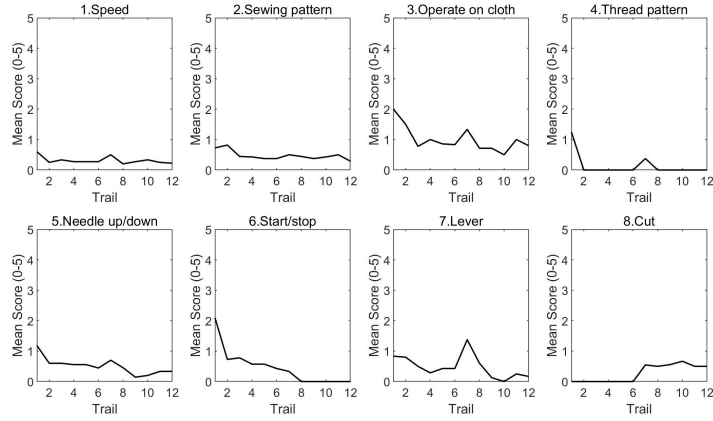 1.Speed
Mean Score (0-5)
5
4
3
2
1
0
2 4 6 8 10 12
Trail
2.Sewing pattern
Mean Score (0-5)
5
4
3
2
1
0
2 4 6 8 10 12
Trail
3.Operate on cloth
Mean Score (0-5)
5
4
3
2
1
0
2 4 6 8 10 12
Trail
4.Thread pattern
Mean Score (0-5)
5
4
3
2
1
0
2 4 6 8 10 12
Trail
5.Needle up/down
Mean Score (0-5)
5
4
3
2
1
0
2 4 6 8 10 12
Trail
6.Start/stop
Mean Score (0-5)
5
4
3
2
1
0
2 4 6 8 10 12
Trail
7.Lever
Mean Score (0-5)
5
4
3
2
1
0
2 4 6 8 10 12
Trail
8.Cut
Mean Score (0-5)
5
4
3
2
1
0
2 4 6 8 10 12
Trail